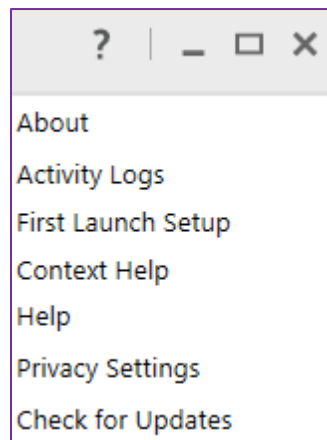 ?
About
Activity Logs
First Launch Setup
Context Help
Help
Privacy Settings
Check for Updates